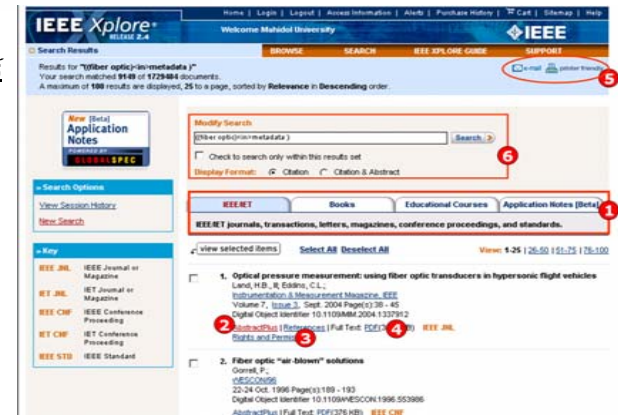 IEEE Xplore®
RELEASE 2.4
Home | Login | Logout | Access Information | Alerts | Purchase History | Cart | Sitemap | Help
Welcome Mahidol University
IEEE
Search Results
BROWSE SEARCH IEEE XPLORE GUIDE SUPPORT
Results for "((fiber optic)<in>metadata )"
Your search matched 9149 of 1729484 documents.
A maximum of 100 results are displayed, 25 to a page, sorted by Relevance in Descending order.
e-mail printer friendly
5
New [Beta]
Application
Notes
POWERED BY
GLOBALSPEC
Modify Search
((fiber optic)<in>metadata )
Search
Check to search only within this results set
Display Format: Citation Citation & Abstract
6
» Search Options
View Session History
New Search
IEEE/IET Books Educational Courses Application Notes [Beta]
1
IEEE/IET journals, transactions, letters, magazines, conference proceedings, and standards.
» Key
IEEE JNL IEEE Journal or Magazine
IET JNL IET Journal or Magazine
IEEE CNF IEEE Conference Proceeding
IET CNF IET Conference Proceeding
IEEE STD IEEE Standard
view selected items Select All Deselect All View: 1-25 | 26-50 | 51-75 | 76-100
1. Optical pressure measurement: using fiber optic transducers in hypersonic flight vehicles
Land, H.B., II; Eddins, C.L.;
Instrumentation & Measurement Magazine, IEEE
Volume 7, Issue 3, Sept. 2004 Page(s):38 - 45
Digital Object Identifier 10.1109/MIM.2004.1337912
2 4
AbstractPlus | References | Full Text: PDF KB) IEEE JNL
Rights and
3
2. Fiber optic "air-blown" solutions
Gorrell, P.;
WESCON/96
22-24 Oct. 1996 Page(s):189 - 193
Digital Object Identifier 10.1109/WESCON.1996.553986
AbstractPlus | Full Text: PDF(376 KB) IEEE CNF